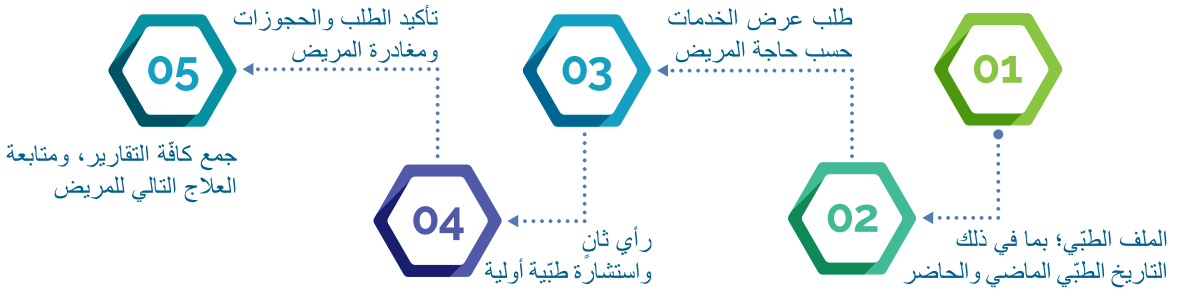 01
الملف الطبّي؛ بما في ذلك
التاريخ الطبّي الماضي والحاضر
02
طلب عرض الخدمات
حسب حاجة المريض
03
رأي ثانٍ
واستشارة طبّية أولية
04
تأكيد الطلب والحجوزات
ومغادرة المريض
05
جمع كافّة التقارير، ومتابعة
العلاج التالي للمريض